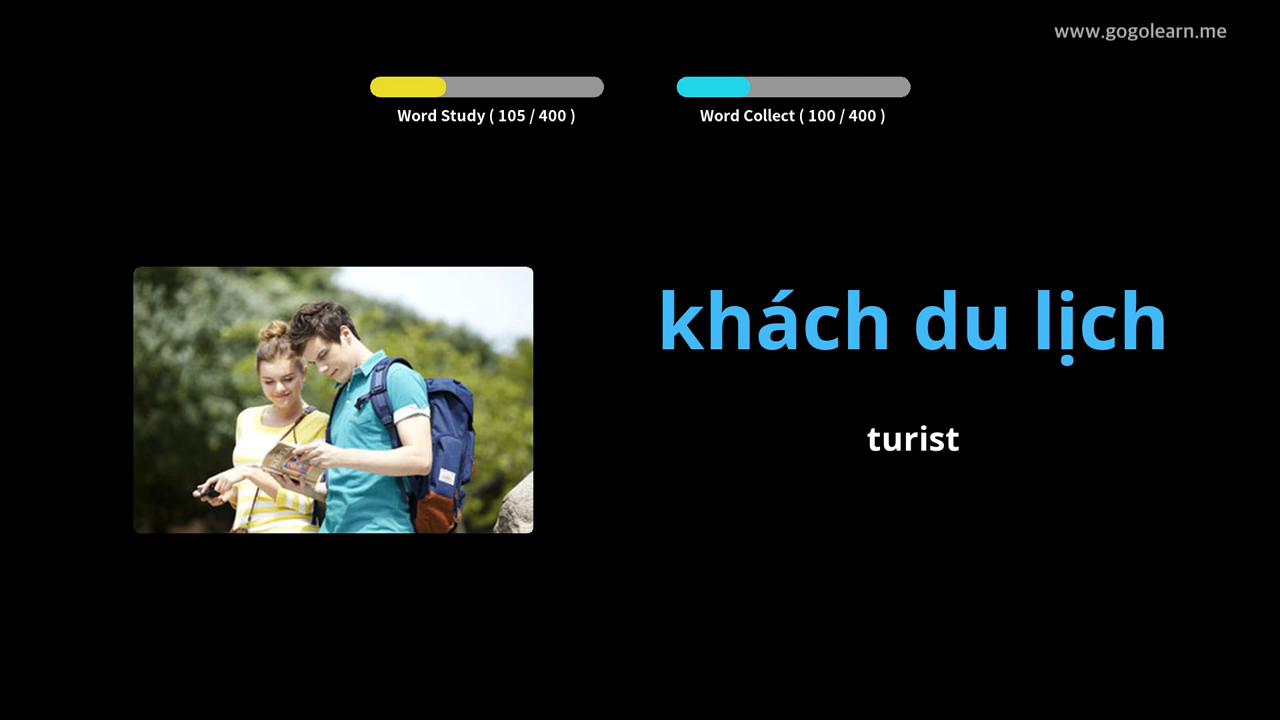 www.gogolearn.me
Word Study ( 105 / 400 )
Word Collect ( 100 / 400 )
khách du lịch
turist